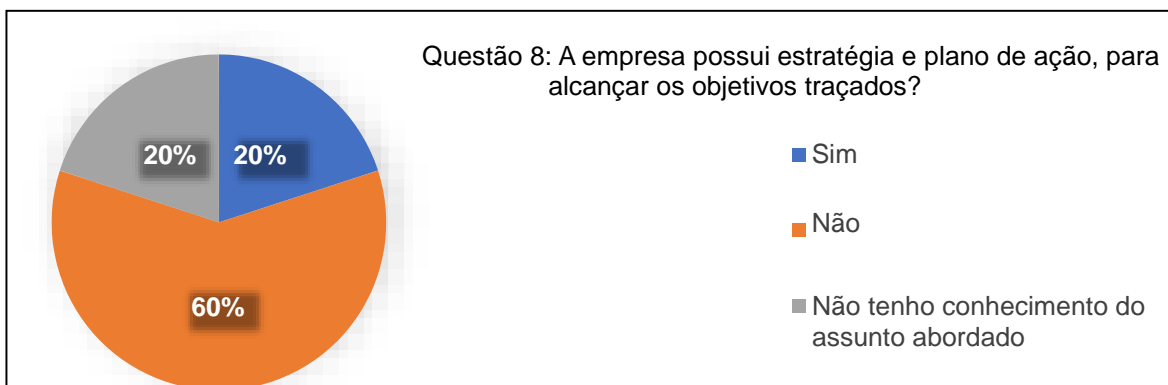 Questão 8: A empresa possui estratégia e plano de ação, para
alcançar os objetivos traçados?
20%
20%
60%
Sim
Não
Não tenho conhecimento do
assunto abordado